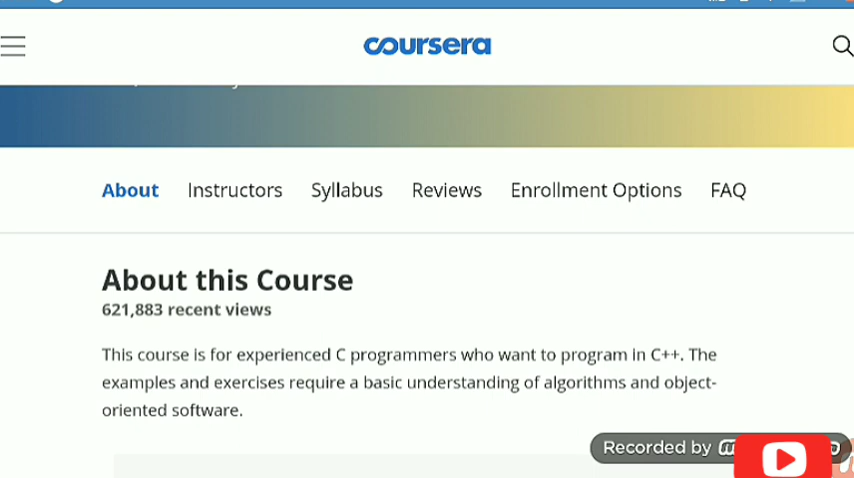 coursera
About Instructors Syllabus Reviews Enrollment Options FAQ
About this Course
621,883 recent views
This course is for experienced C programmers who want to program in C++. The
examples and exercises require a basic understanding of algorithms and object-
oriented software.
Recorded by